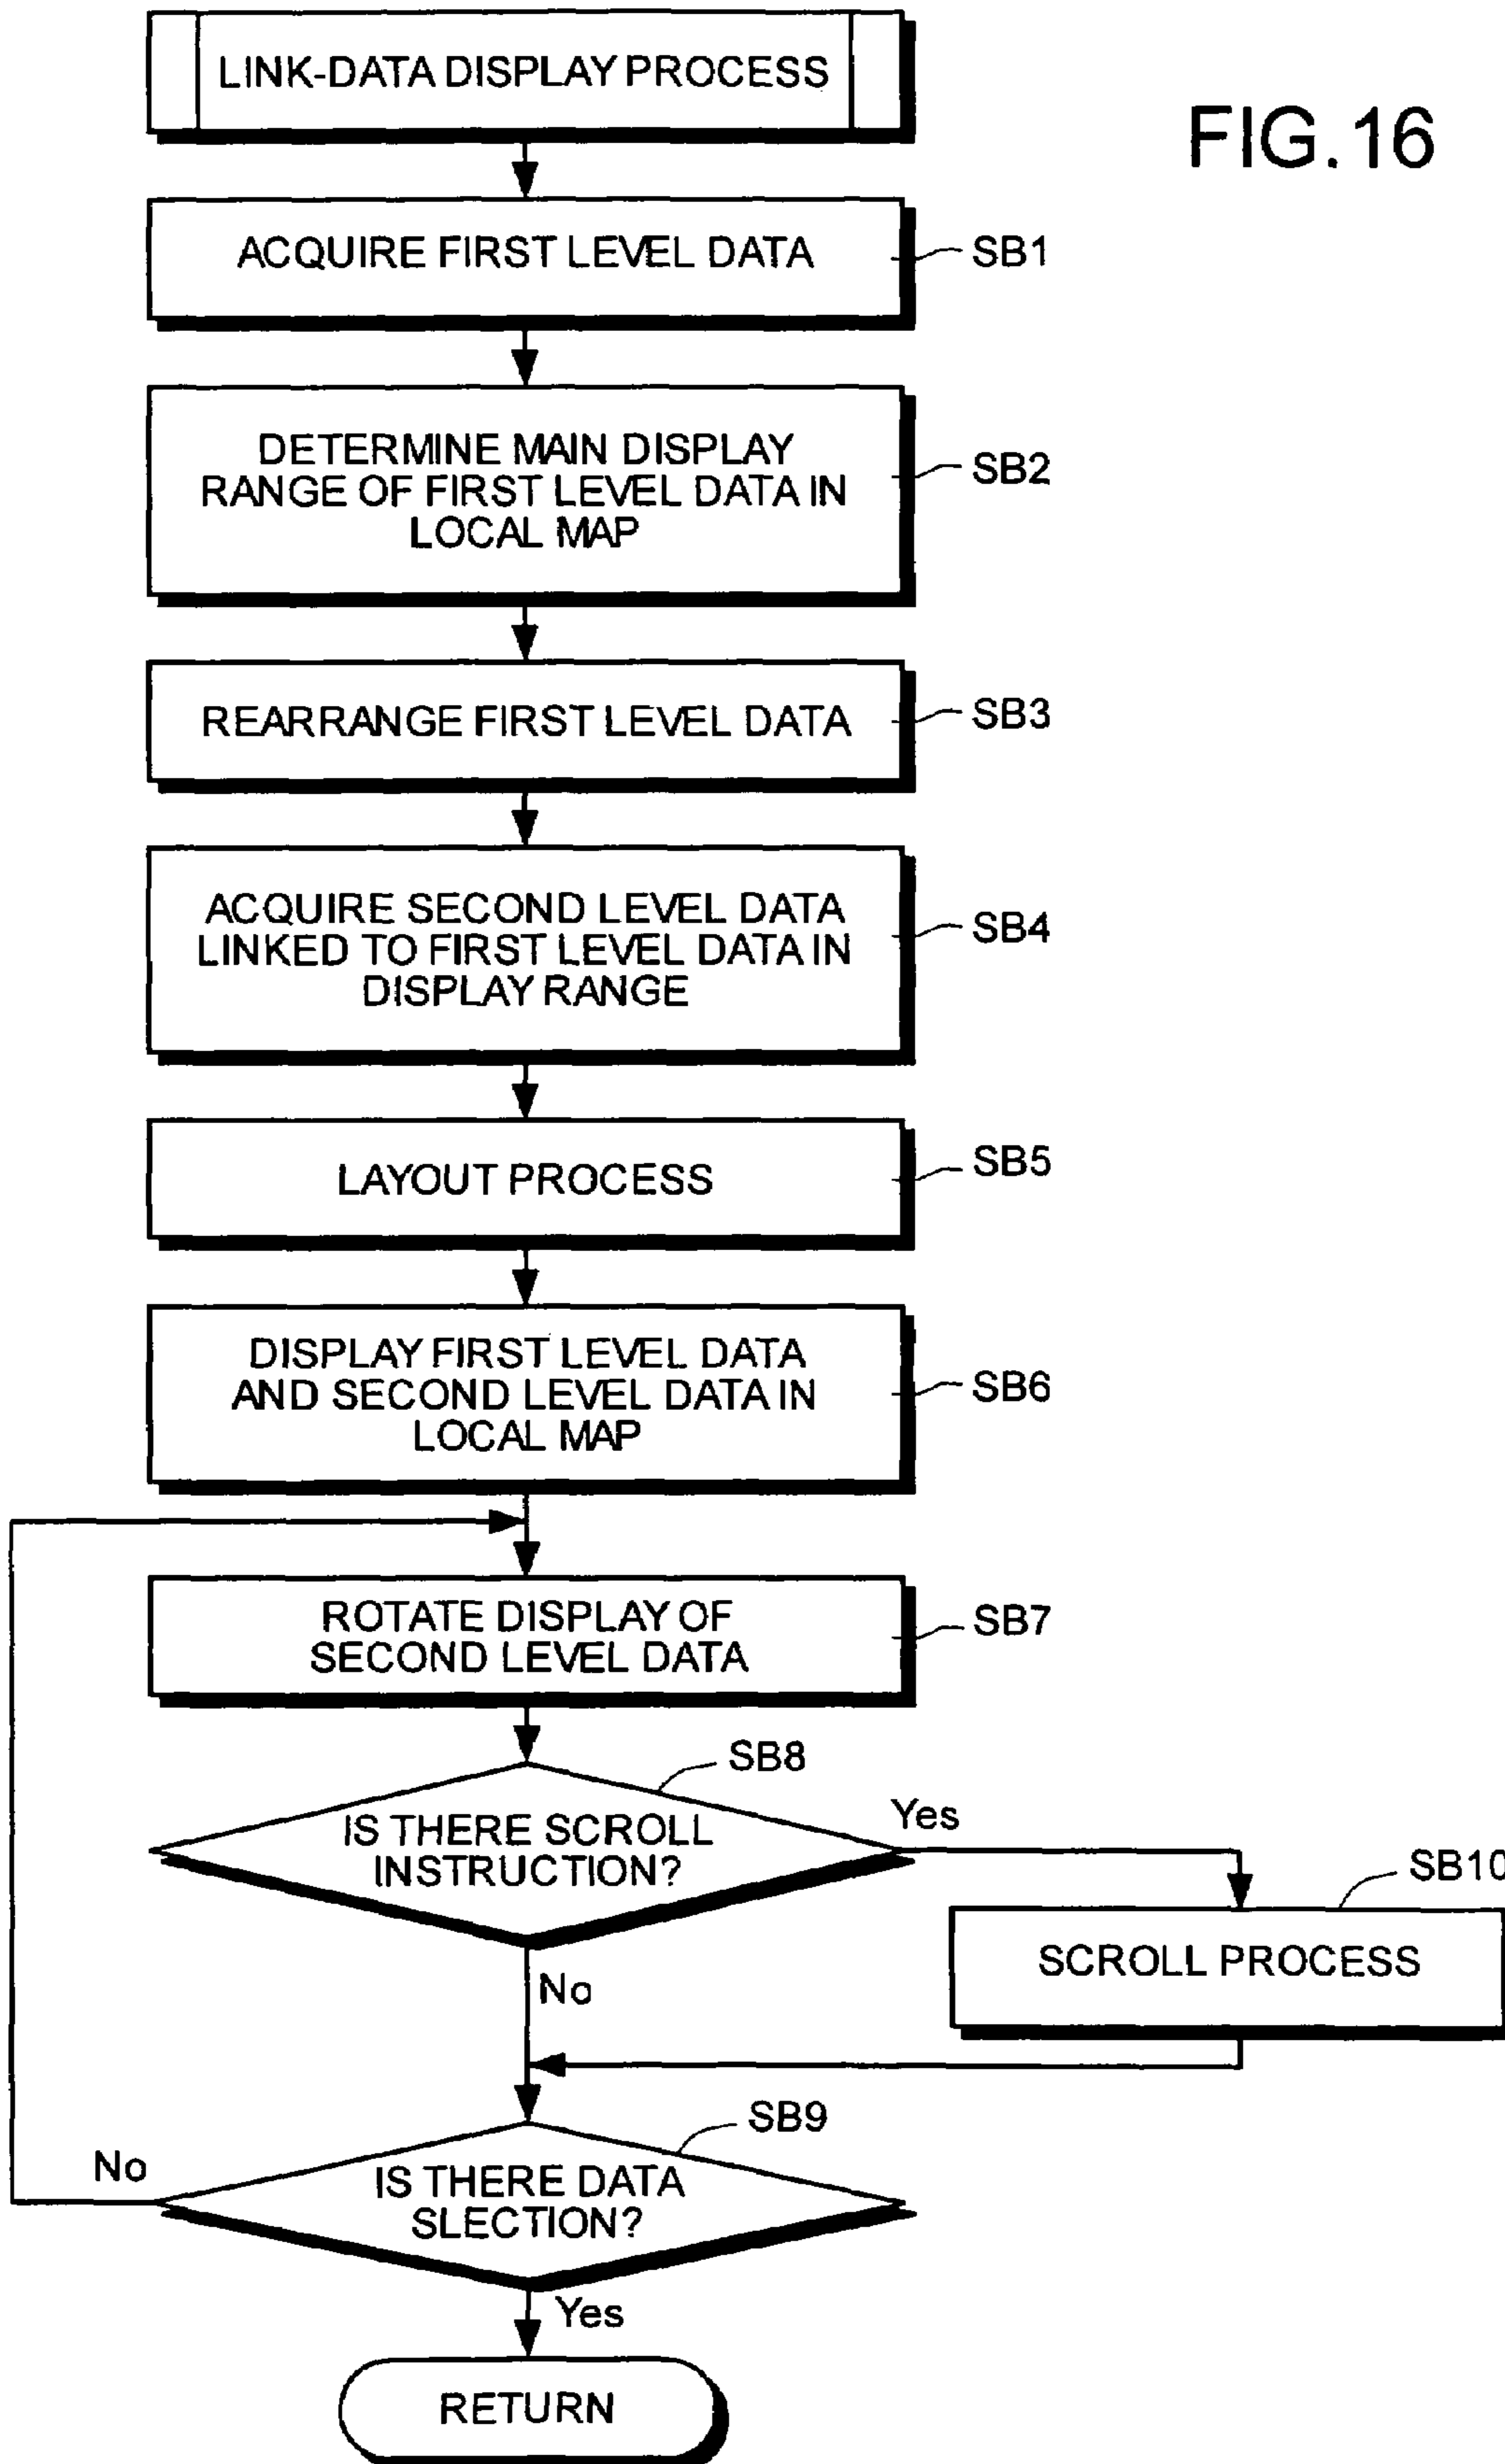 FIG.16
LINK-DATA DISPLAY PROCESS
ACQUIRE FIRST LEVEL DATA
SB1
DETERMINE MAIN DISPLAY
RANGE OF FIRST LEVEL DATA IN
LOCAL MAP
SB2
REARRANGE FIRST LEVEL DATA
SB3
ACQUIRE SECOND LEVEL DATA
LINKED TO FIRST LEVEL DATA IN
DISPLAY RANGE
SB4
LAYOUT PROCESS
SB5
DISPLAY FIRST LEVEL DATA
AND SECOND LEVEL DATA IN
LOCAL MAP
SB6
ROTATE DISPLAY OF
SECOND LEVEL DATA
SB7
SB8
IS THERE SCROLL
INSTRUCTION?
Yes
SB10
SCROLL PROCESS
No
SB9
No
IS THERE DATA
SLECTION?
Yes
RETURN